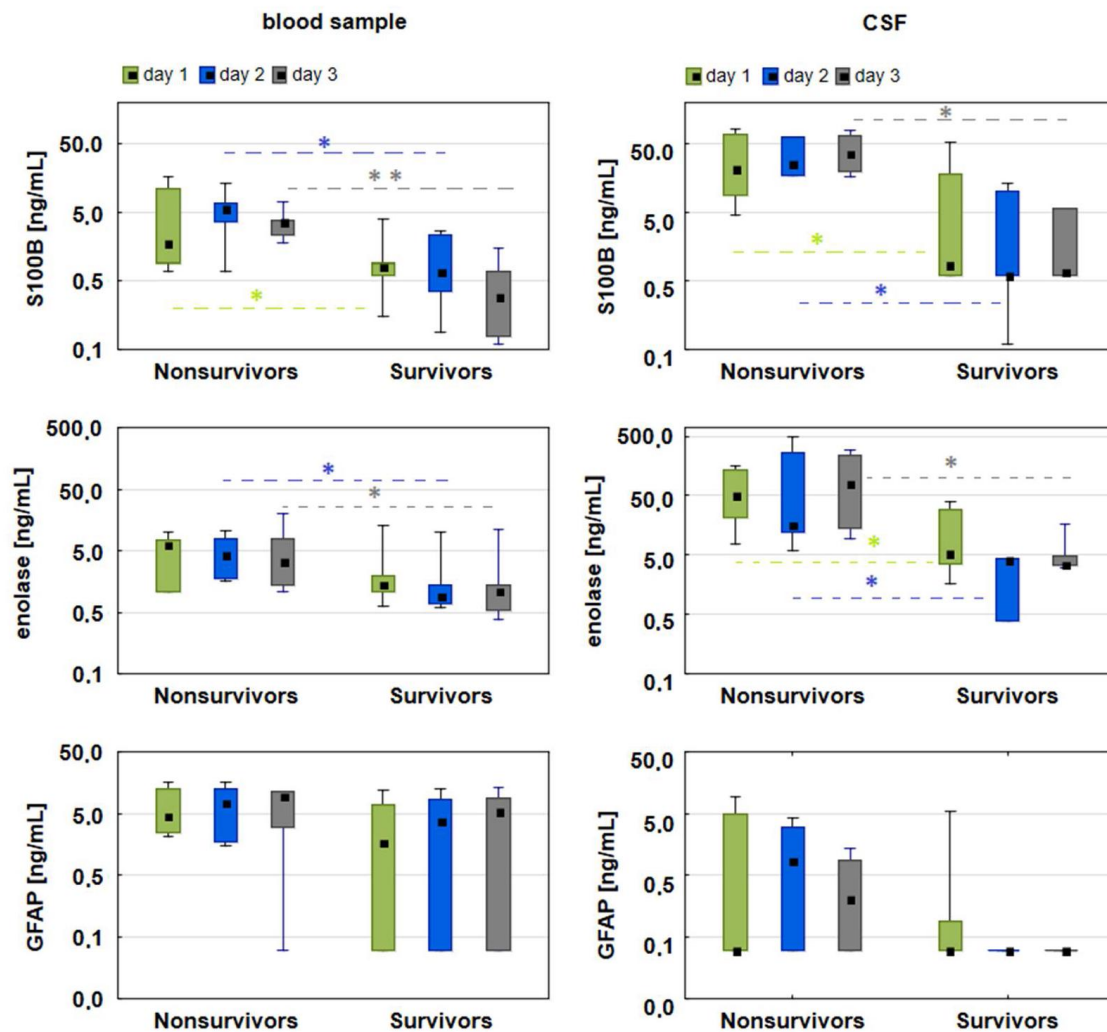 blood sample
CSF
day 1 day 2 day 3
day 1 day 2 day 3
S100B [ng/mL]
50.0
5.0
0.5
0.1
*
* *
*
Nonsurvivors Survivors
S100B [ng/mL]
50.0
5.0
0.5
0.1
*
*
*
Nonsurvivors Survivors
enolase [ng/mL]
500.0
50.0
5.0
0.5
0.1
*
*
Nonsurvivors Survivors
enolase [ng/mL]
500.0
50.0
5.0
0.5
0.1
*
*
*
Nonsurvivors Survivors
GFAP [ng/mL]
50.0
5.0
0.5
0.1
0.0
Nonsurvivors Survivors
GFAP [ng/mL]
50.0
5.0
0.5
0.1
0.0
Nonsurvivors Survivors